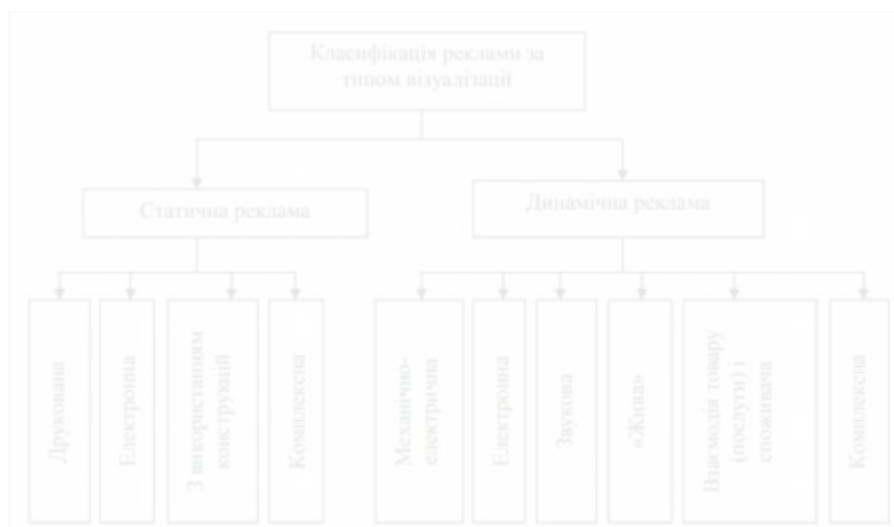 Класифікація реклами за
типом візуалізації
Статична реклама
Динамічна реклама
Друкована
Електронна
З використанням
конструкцій
Комплексна
Механічно-
електрична
Електронна
Звукова
«Жива»
Взаємодія товару
(послуги) і
споживача
Комплексна